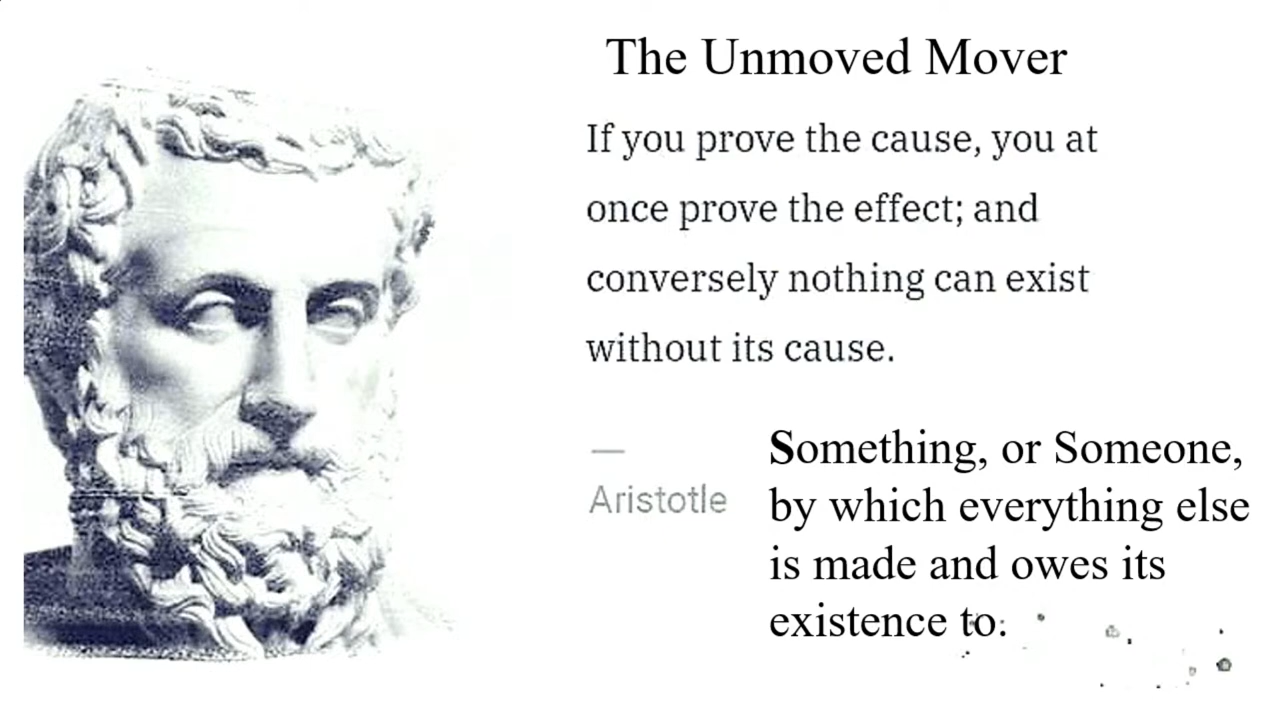 The Unmoved Mover
If you prove the cause, you at
once prove the effect; and
conversely nothing can exist
without its cause.
—
Aristotle
Something, or Someone,
by which everything else
is made and owes its
existence to.